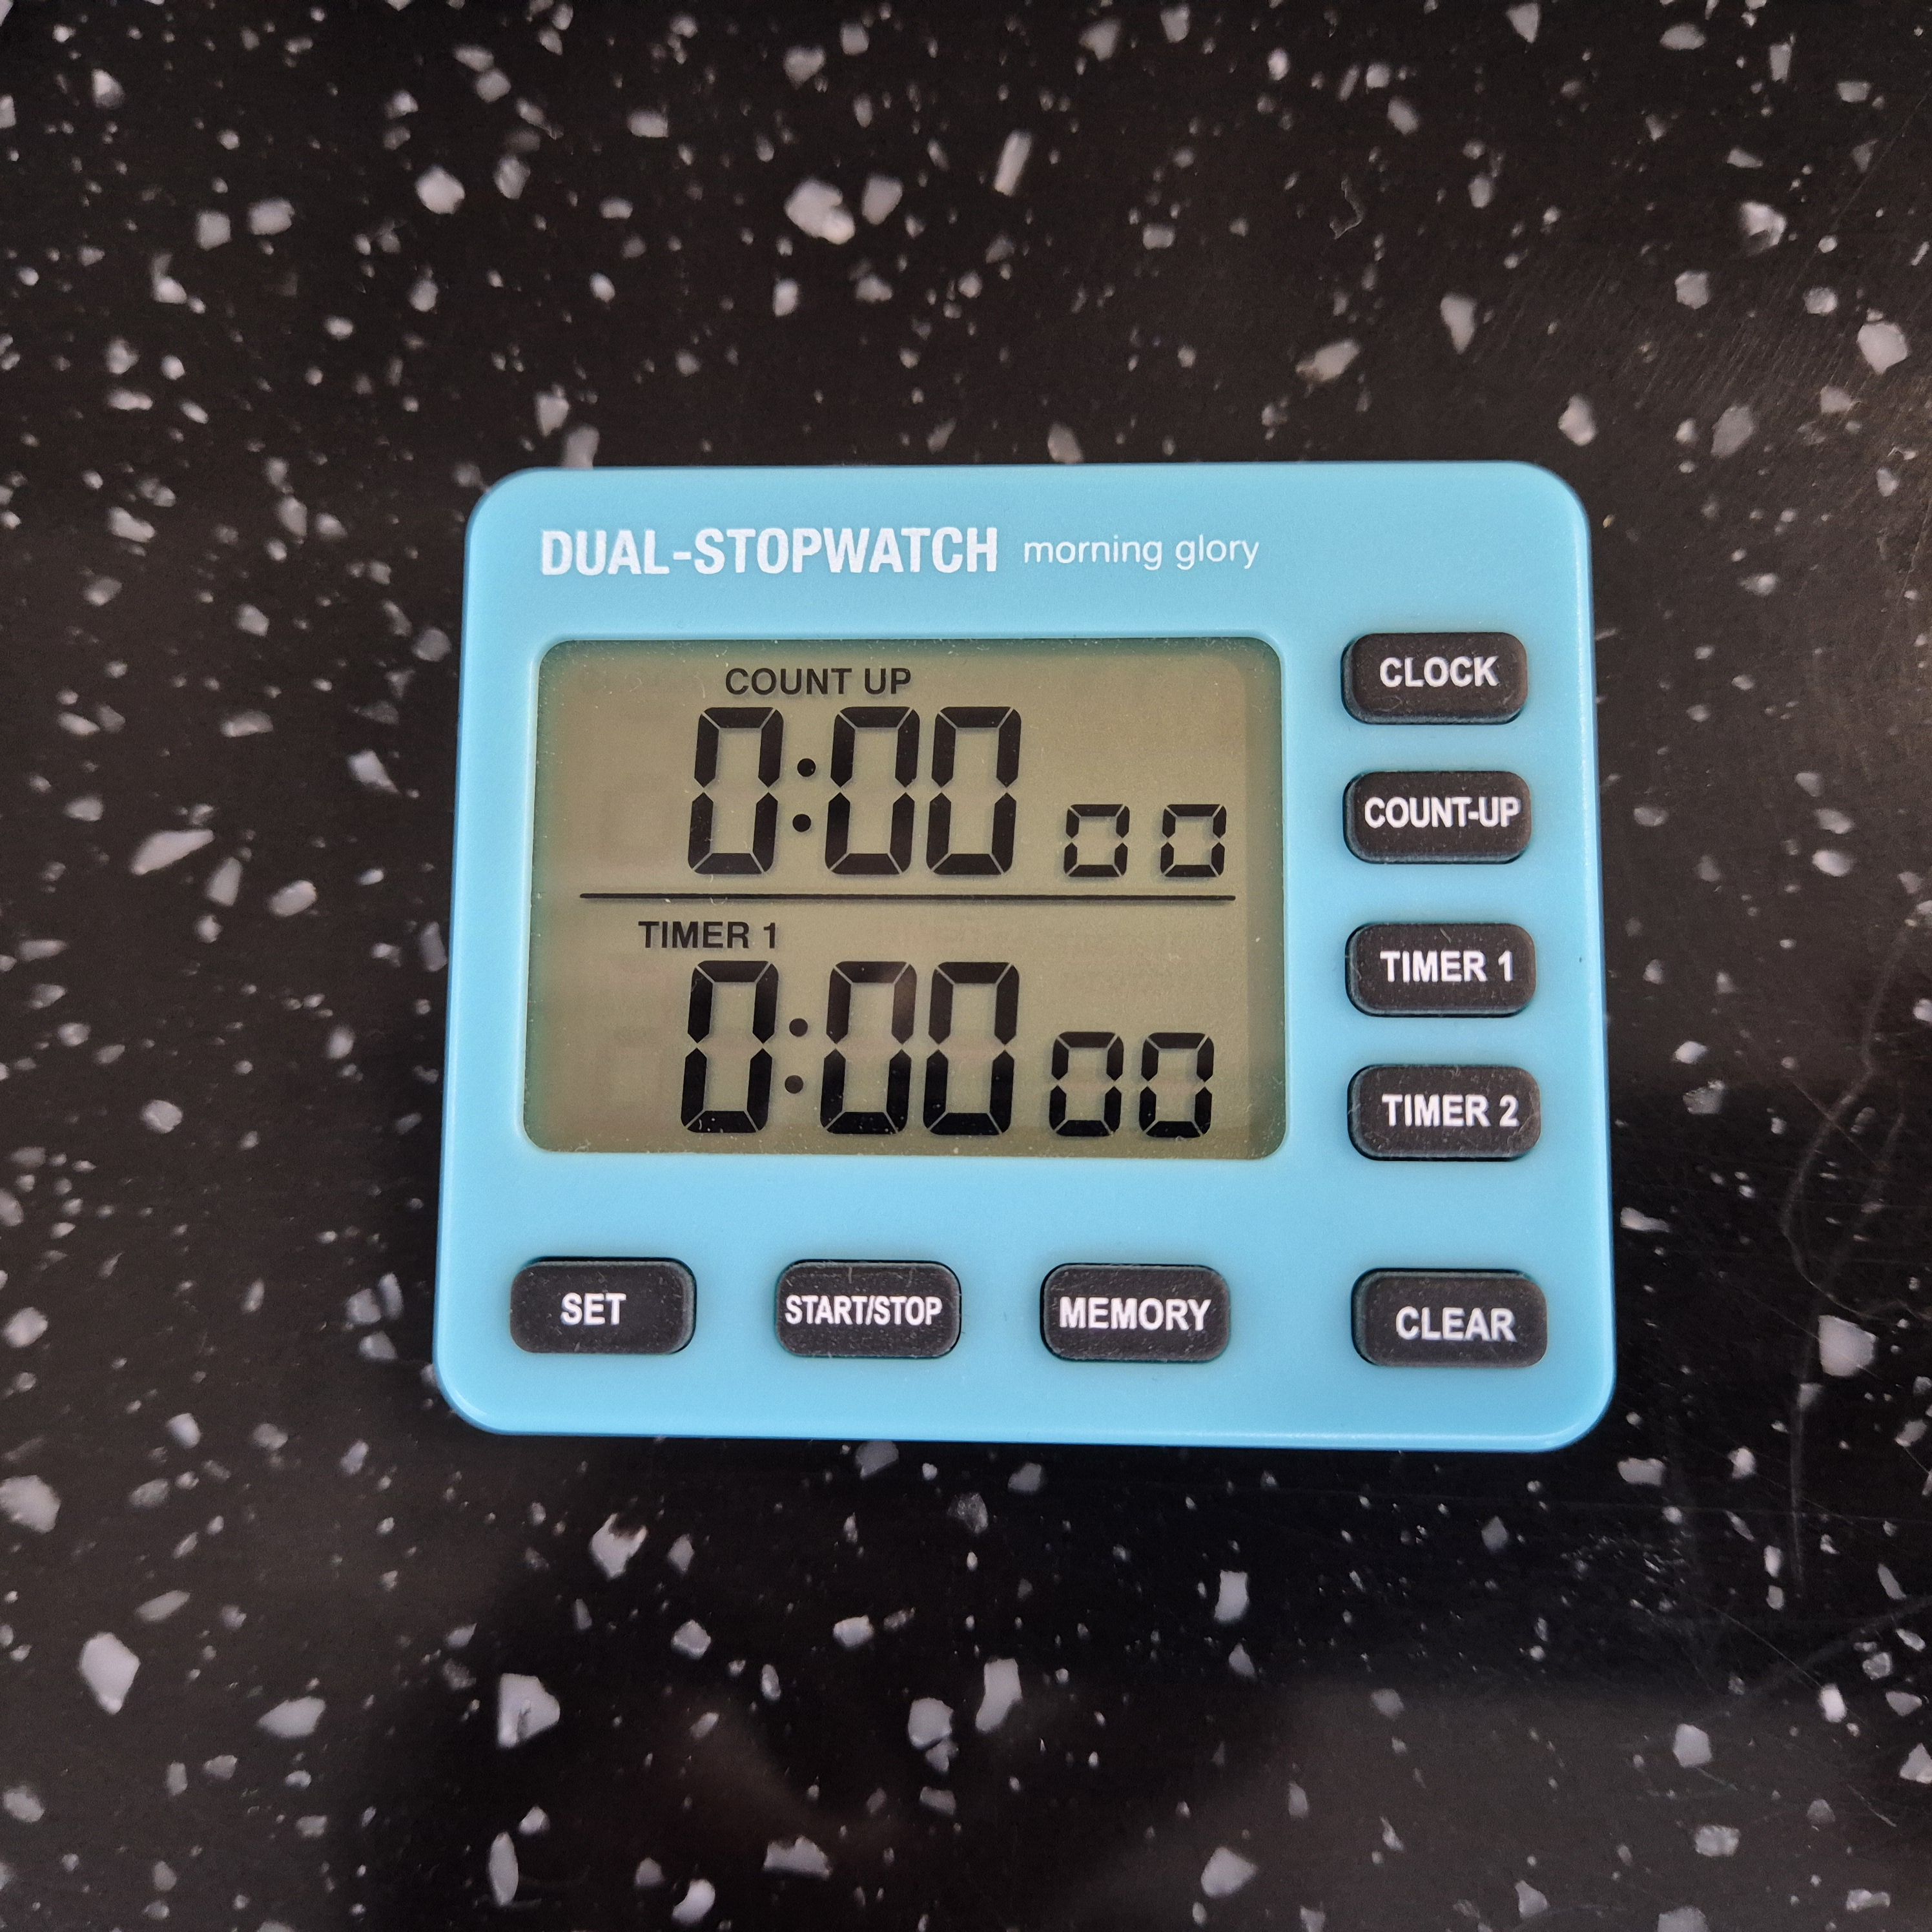 DUAL-STOPWATCH morning glory
COUNT UP
0:00 00
TIMER 1
0:00 00
CLOCK
COUNT-UP
TIMER 1
TIMER 2
SET START/STOP MEMORY CLEAR